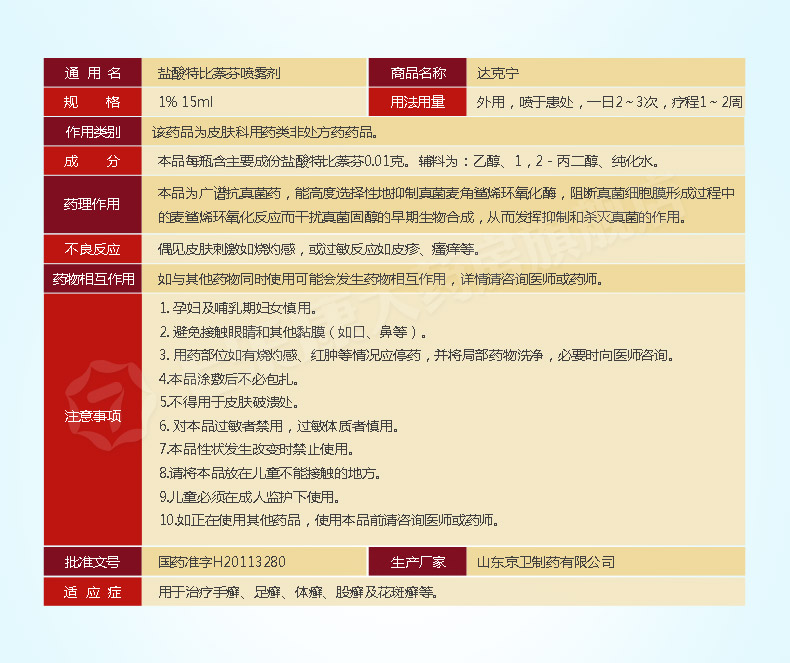 通用名 盐酸特比萘芬喷雾剂 商品名称 达克宁
规格 1% 15ml 用法用量 外用，喷于患处，一日2~3次，疗程1~2周
作用类别 该药品为皮肤科用药类非处方药药品。
成分 本品每瓶含主要成份盐酸特比萘芬0.01克。辅料为：乙醇、1，2-丙二醇、纯化水。
药理作用 本品为广谱抗真菌药，能高度选择性地抑制真菌麦角鲨烯环氧化酶，阻断真菌细胞膜形成过程中
的麦鲨烯环氧化反应而干扰真菌固醇的早期生物合成，从而发挥抑制和杀灭真菌的作用。
不良反应 偶见皮肤刺激如烧灼感，或过敏反应如皮疹、瘙痒等。
药物相互作用 如与其他药物同时使用可能会发生药物相互作用，详情请咨询医师或药师。
注意事项 1. 孕妇及哺乳期妇女慎用。
2. 避免接触眼睛和其他黏膜（如口、鼻等）。
3. 用药部位如有烧灼感、红肿等情况应停药，并将局部药物洗净，必要时向医师咨询。
4.本品涂敷后不必包扎。
5.不得用于皮肤破溃处。
6. 对本品过敏者禁用，过敏体质者慎用。
7.本品性状发生改变时禁止使用。
8.请将本品放在儿童不能接触的地方。
9.儿童必须在成人监护下使用。
10.如正在使用其他药品，使用本品前请咨询医师或药师。
批准文号 国药准字H20113280 生产厂家 山东京卫制药有限公司
适应症 用于治疗手癣、足癣、体癣、股癣及花斑癣等。